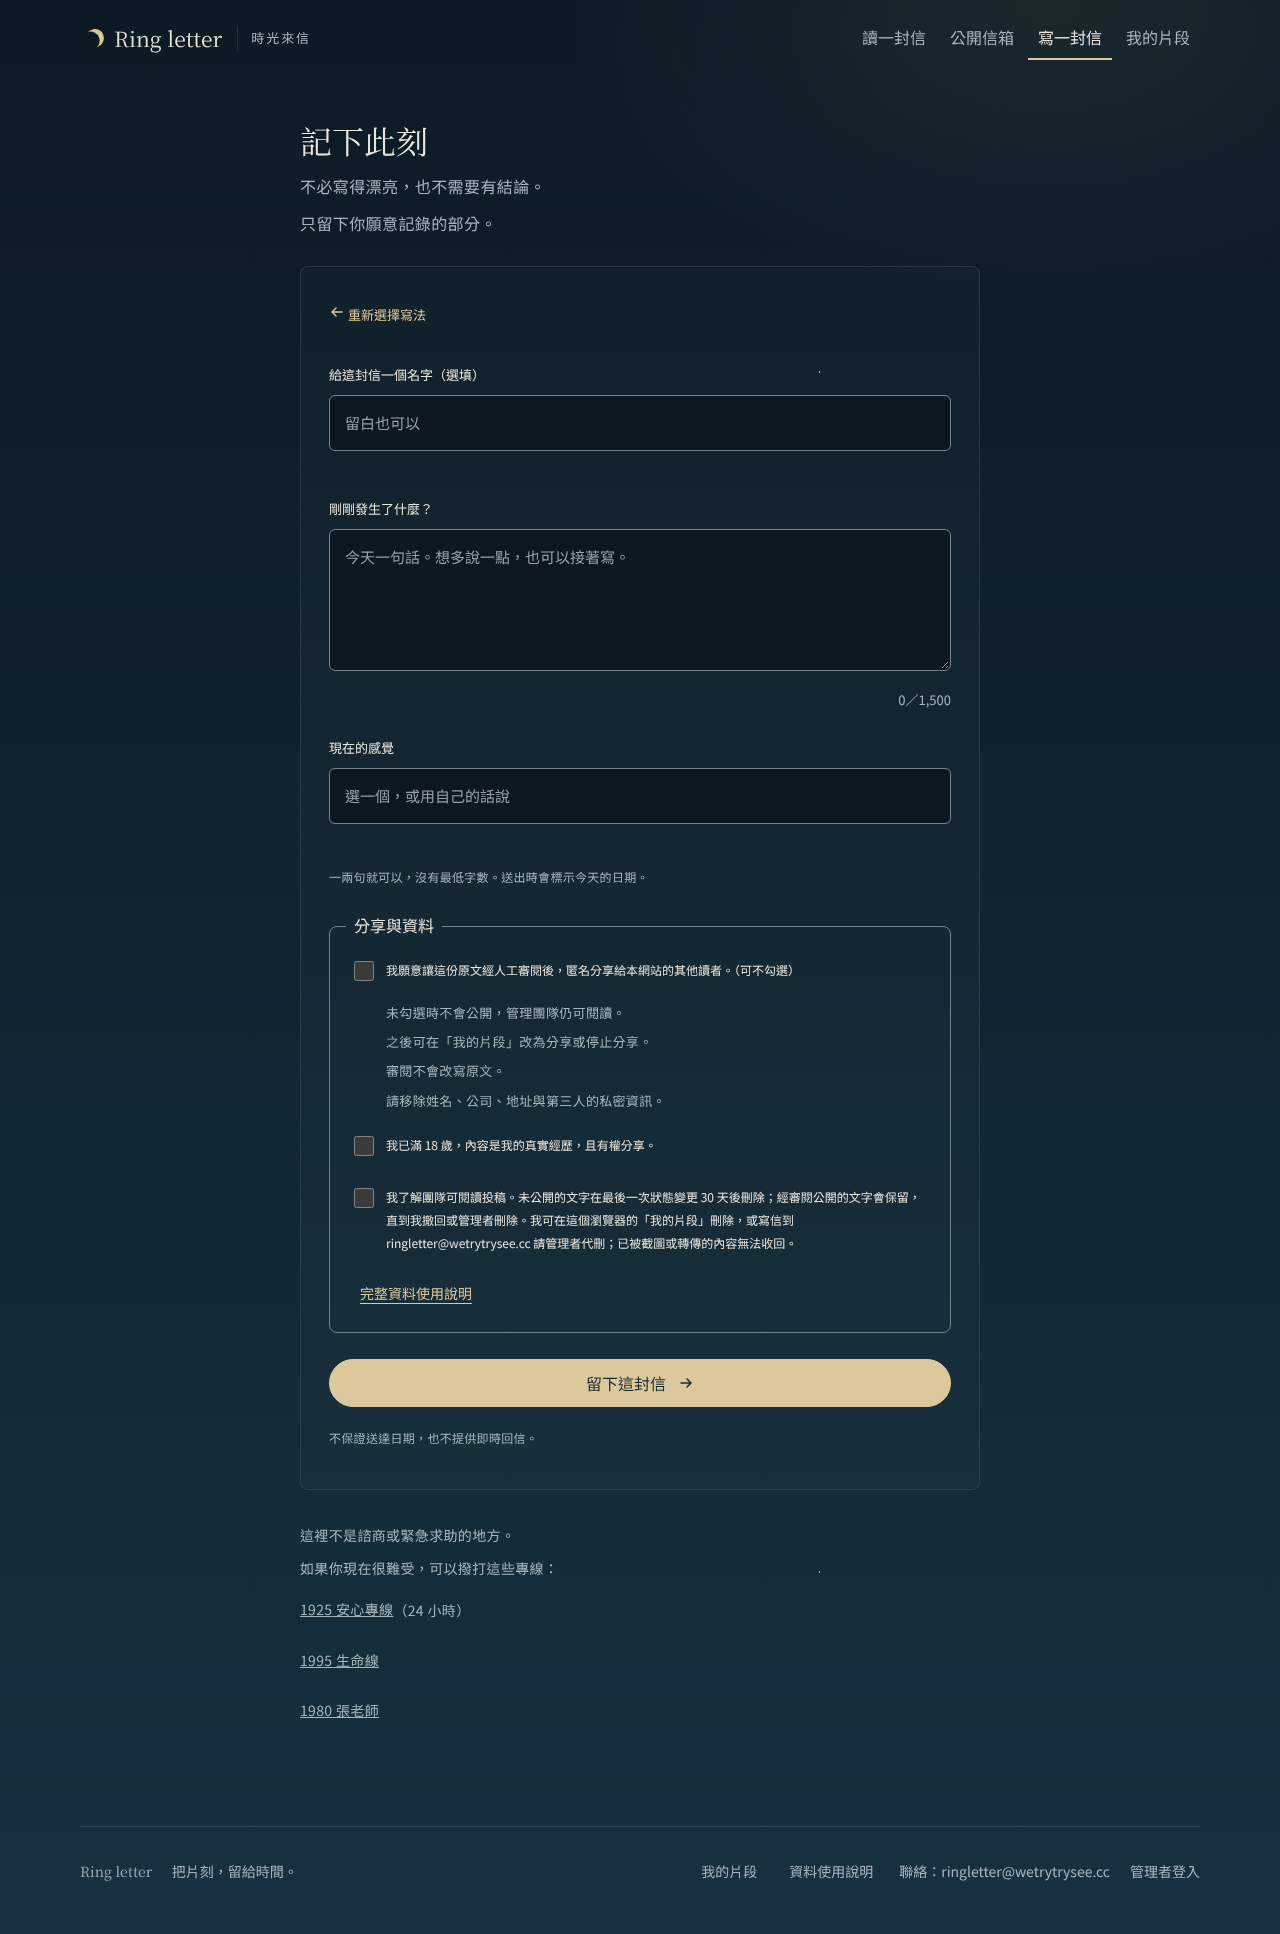 Ring letter
時光來信
讀一封信
公開信箱
寫一封信
我的片段
記下此刻
不必寫得漂亮，也不需要有結論。
只留下你願意記錄的部分。
← 重新選擇寫法
給這封信一個名字（選填）
留白也可以
剛剛發生了什麼？
今天一句話。想多說一點，也可以接著寫。
0／1,500
現在的感覺
選一個，或用自己的話說
一兩句就可以，沒有最低字數。送出時會標示今天的日期。
分享與資料
我願意讓這份原文經人工審閱後，匿名分享給本網站的其他讀者。（可不勾選）
未勾選時不會公開，管理團隊仍可閱讀。
之後可在「我的片段」改為分享或停止分享。
審閱不會改寫原文。
請移除姓名、公司、地址與第三人的私密資訊。
我已滿 18 歲，內容是我的真實經歷，且有權分享。
我了解團隊可閱讀投稿。未公開的文字在最後一次狀態變更 30 天後刪除；經審閱公開的文字會保留，
直到我撤回或管理者刪除。我可在這個瀏覽器的「我的片段」刪除，或寫信到
ringletter@wetrytrysee.cc 請管理者代刪；已被截圖或轉傳的內容無法收回。
完整資料使用說明
留下這封信 →
不保證送達日期，也不提供即時回信。
這裡不是諮商或緊急求助的地方。
如果你現在很難受，可以撥打這些專線：
1925 安心專線（24 小時）
1995 生命線
1980 張老師
Ring letter
把片刻，留給時間。
我的片段
資料使用說明
聯絡：ringletter@wetrytrysee.cc
管理者登入